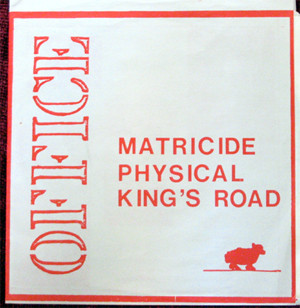 OFFICE
MATRICIDE
PHYSICAL
KING'S ROAD